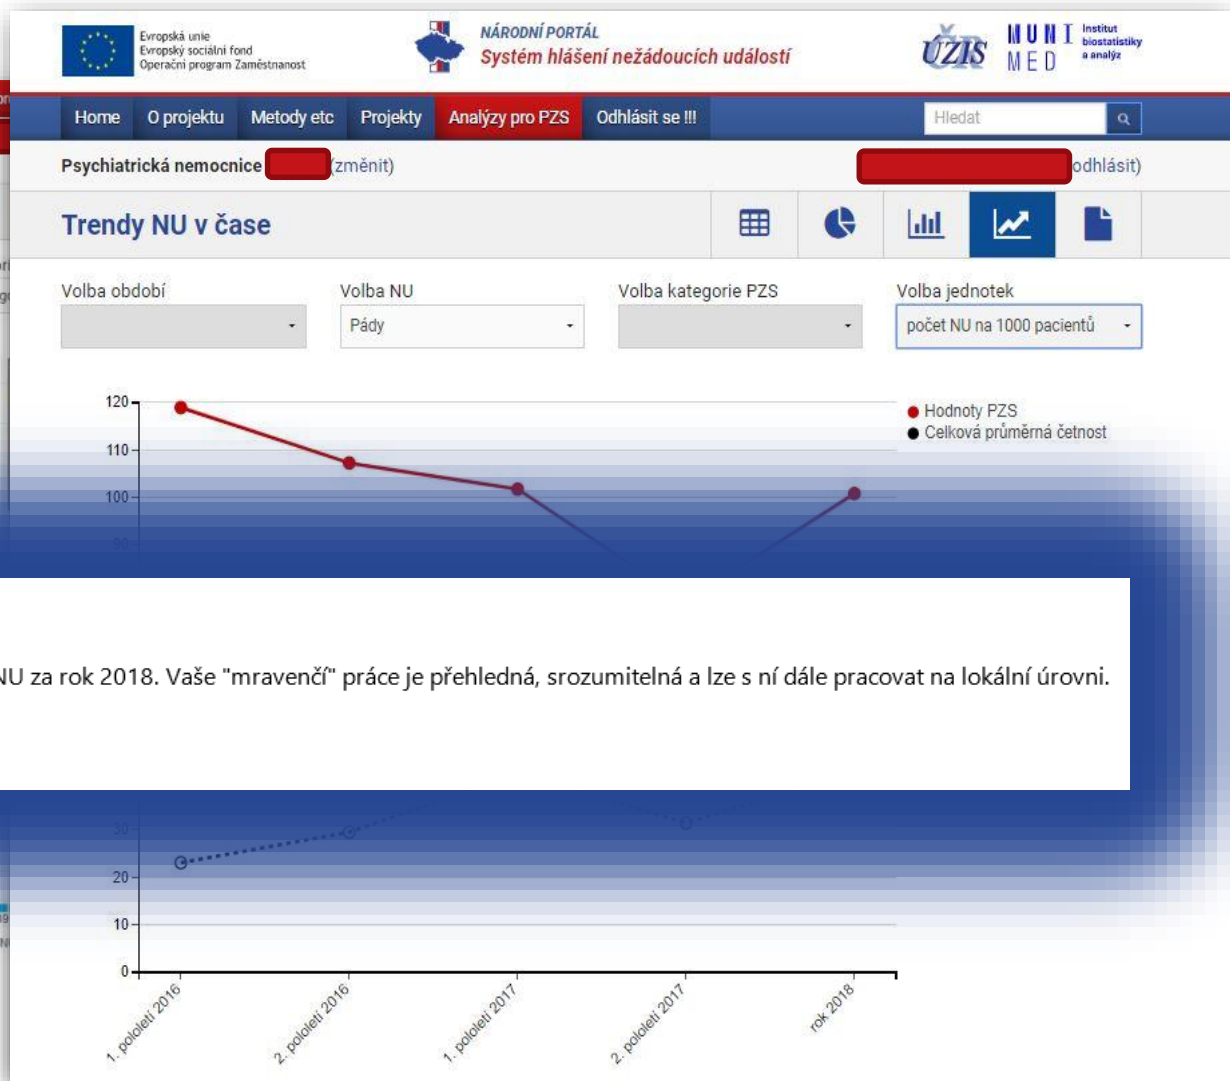 Evropská unie
Evropský sociální fond
Operační program Zaměstnanost
NÁRODNÍ PORTÁL
Systém hlášení nežádoucích událostí
ÚZIS
MUNI
MED
Institut
biostatistiky
a analýz
Home O projektu Metody etc Projekty Analýzy pro PZS Odhlásit se !!! Hledat
Psychiatrická nemocnice (změnit) odhlásit)
Trendy NU v čase
Volba období Volba NU Volba kategorie PZS Volba jednotek
Pády počet NU na 1000 pacientů
Hodnoty PZS
Celková průměrná četnost
120
110
100
90
NU za rok 2018. Vaše "mravenčí" práce je přehledná, srozumitelná a lze s ní dále pracovat na lokální úrovni.
30
20
10
0
1. pololetí 2016 2. pololetí 2016 1. pololetí 2017 2. pololetí 2017 rok 2018